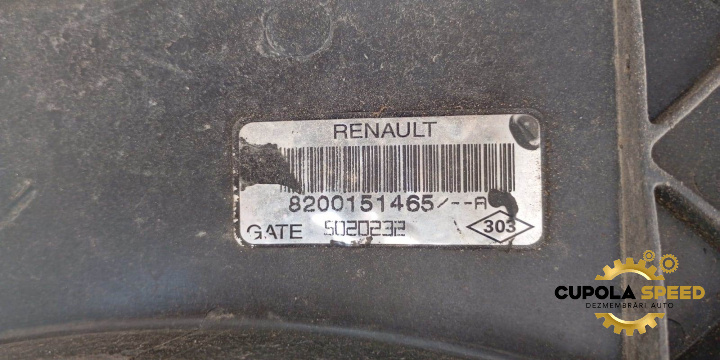 RENAULT
8200151465/--A
GATE 5020232
303
CUPOLA SPEED
DEZMEMBRĂRI AUTO